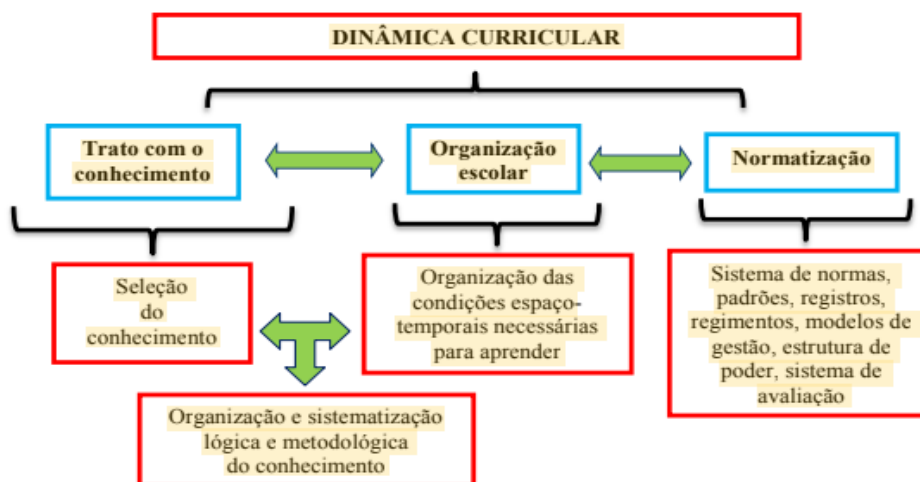 DINÂMICA CURRICULAR
Trato com o
conhecimento
Organização
escolar
Normatização
Seleção
do
conhecimento
Organização das
condições espaço-
temporais necessárias
para aprender
Sistema de normas,
padrões, registros,
regimentos, modelos de
gestão, estrutura de
poder, sistema de
avaliação
Organização e sistematização
lógica e metodológica
do conhecimento